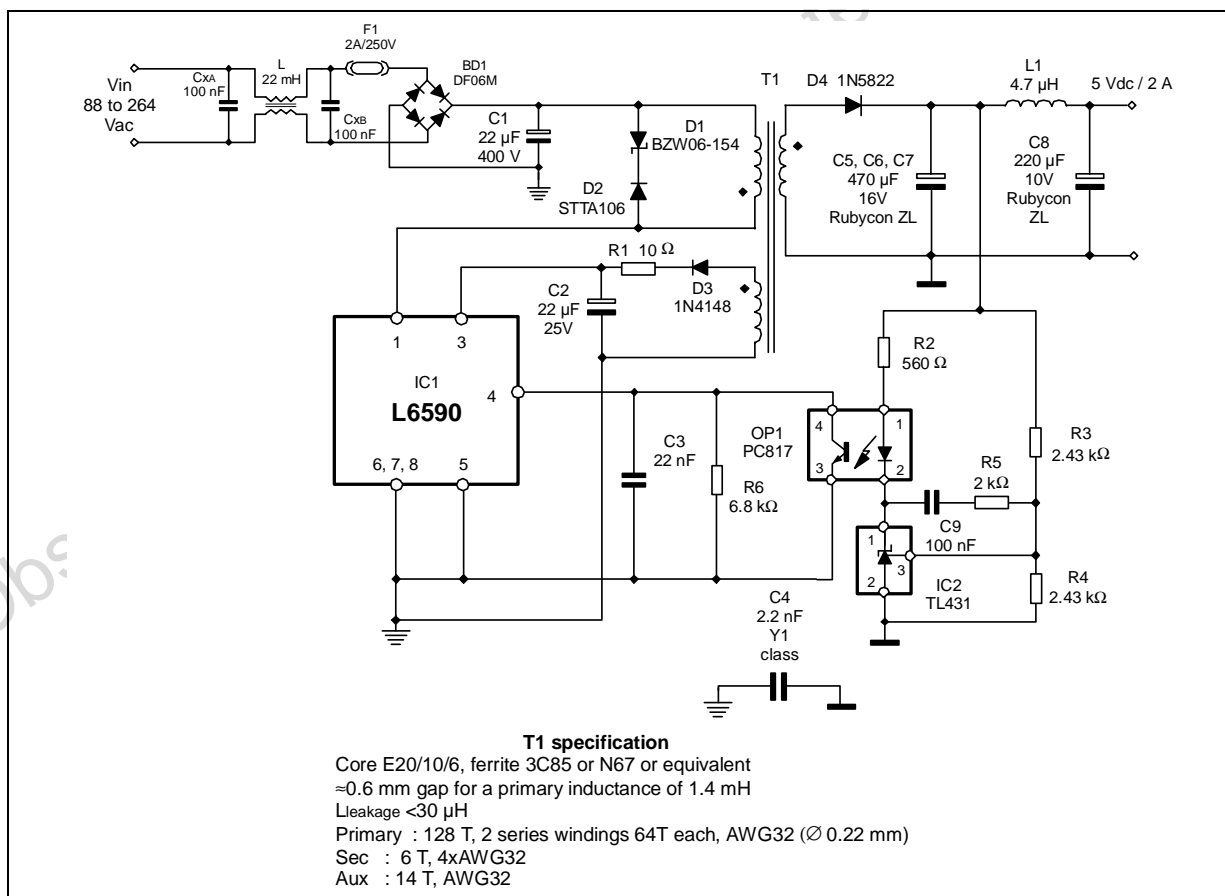 F1
2A/250V
L
22 mH
CxA
100 nF
BD1
DF06M
Vin
88 to 264
Vac
CxB
100 nF
C1
22 µF
400 V
D1
BZW06-154
D2
STTA106
T1
D4 1N5822
L1
4.7 µH
5 Vdc / 2 A
C5, C6, C7
470 µF
16V
Rubycon ZL
C8
220 µF
10V
Rubycon
ZL
R1 10 Ω
D3
1N4148
C2
22 µF
25V
1
3
IC1
L6590
4
6, 7, 8
5
C3
22 nF
R6
6.8 kΩ
OP1
PC817
4
3
1
2
R2
560 Ω
R3
2.43 kΩ
R5
2 kΩ
C9
100 nF
1
3
2
IC2
TL431
R4
2.43 kΩ
C4
2.2 nF
Y1
class
T1 specification
Core E20/10/6, ferrite 3C85 or N67 or equivalent
≈0.6 mm gap for a primary inductance of 1.4 mH
Lleakage <30 µH
Primary : 128 T, 2 series windings 64T each, AWG32 (∅ 0.22 mm)
Sec : 6 T, 4xAWG32
Aux : 14 T, AWG32